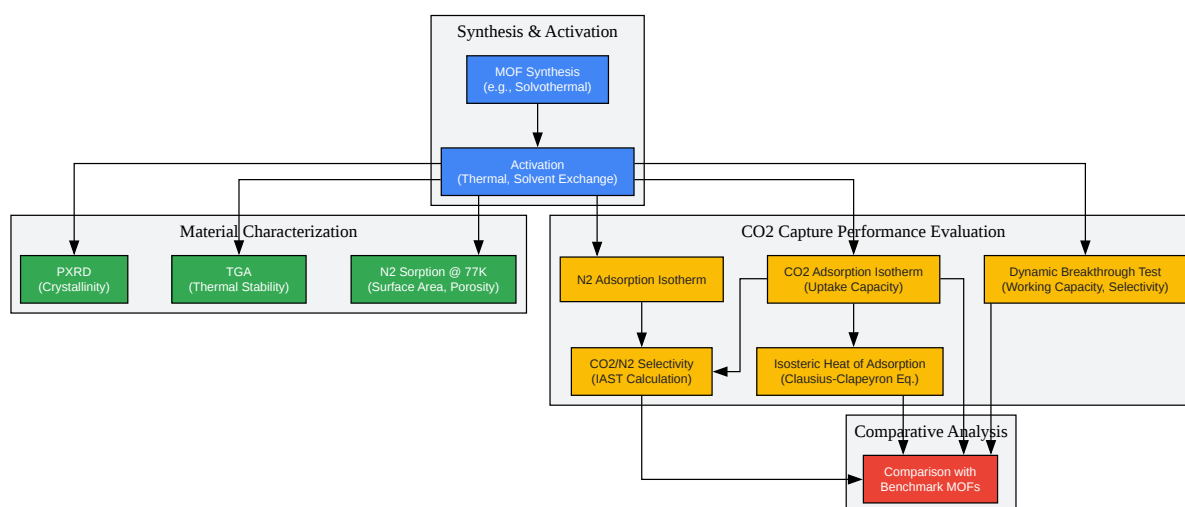 Synthesis & Activation
MOF Synthesis
(e.g., Solvothermal)
Activation
(Thermal, Solvent Exchange)
Material Characterization
PXRD
(Crystallinity)
TGA
(Thermal Stability)
N2 Sorption @ 77K
(Surface Area, Porosity)
CO2 Capture Performance Evaluation
N2 Adsorption Isotherm
CO2 Adsorption Isotherm
(Uptake Capacity)
Dynamic Breakthrough Test
(Working Capacity, Selectivity)
CO2/N2 Selectivity
(IAST Calculation)
Isosteric Heat of Adsorption
(Clausius-Clapeyron Eq.)
Comparative Analysis
Comparison with
Benchmark MOFs